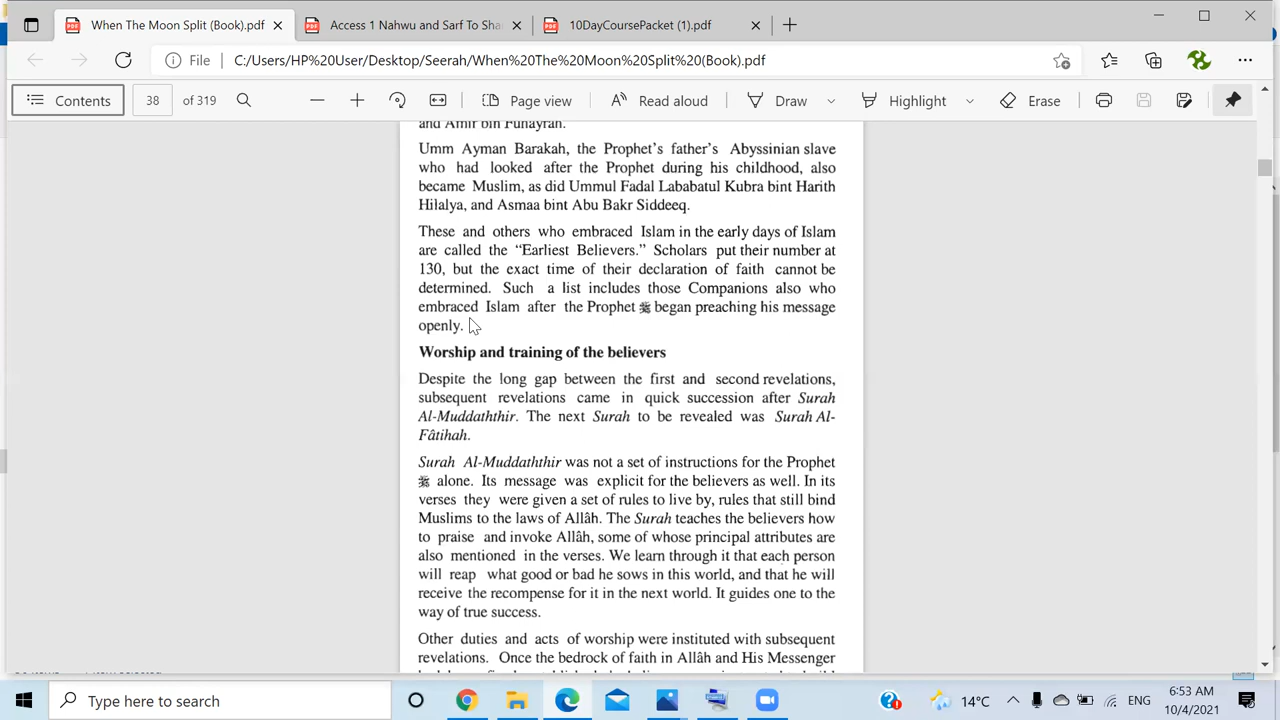 When The Moon Split (Book).pdf
Access 1 Nahwu and Sarf To Sha
10DayCoursePacket (1).pdf
File
C:/Users/HP%20User/Desktop/Seerah/When%20The%20Moon%20Split%20(Book).pdf
Contents
38
of 319
Page view
Read aloud
Draw
Highlight
Erase
and Amir bin Fuhayrah.
Umm Ayman Barakah, the Prophet's father's Abyssinian slave
who had looked after the Prophet during his childhood, also
became Muslim, as did Ummul Fadal Lababatul Kubra bint Harith
Hilalya, and Asmaa bint Abu Bakr Siddeeq.
These and others who embraced Islam in the early days of Islam
are called the “Earliest Believers.” Scholars put their number at
130, but the exact time of their declaration of faith cannot be
determined. Such a list includes those Companions also who
embraced Islam after the Prophet ﷺ began preaching his message
openly.
Worship and training of the believers
Despite the long gap between the first and second revelations,
subsequent revelations came in quick succession after Surah
Al-Muddaththir. The next Surah to be revealed was Surah Al-
Fâtihah.
Surah Al-Muddaththir was not a set of instructions for the Prophet
ﷺ alone. Its message was explicit for the believers as well. In its
verses they were given a set of rules to live by, rules that still bind
Muslims to the laws of Allâh. The Surah teaches the believers how
to praise and invoke Allâh, some of whose principal attributes are
also mentioned in the verses. We learn through it that each person
will reap what good or bad he sows in this world, and that he will
receive the recompense for it in the next world. It guides one to the
way of true success.
Other duties and acts of worship were instituted with subsequent
revelations. Once the bedrock of faith in Allâh and His Messenger
Type here to search
14°C
ENG
6:53 AM
10/4/2021